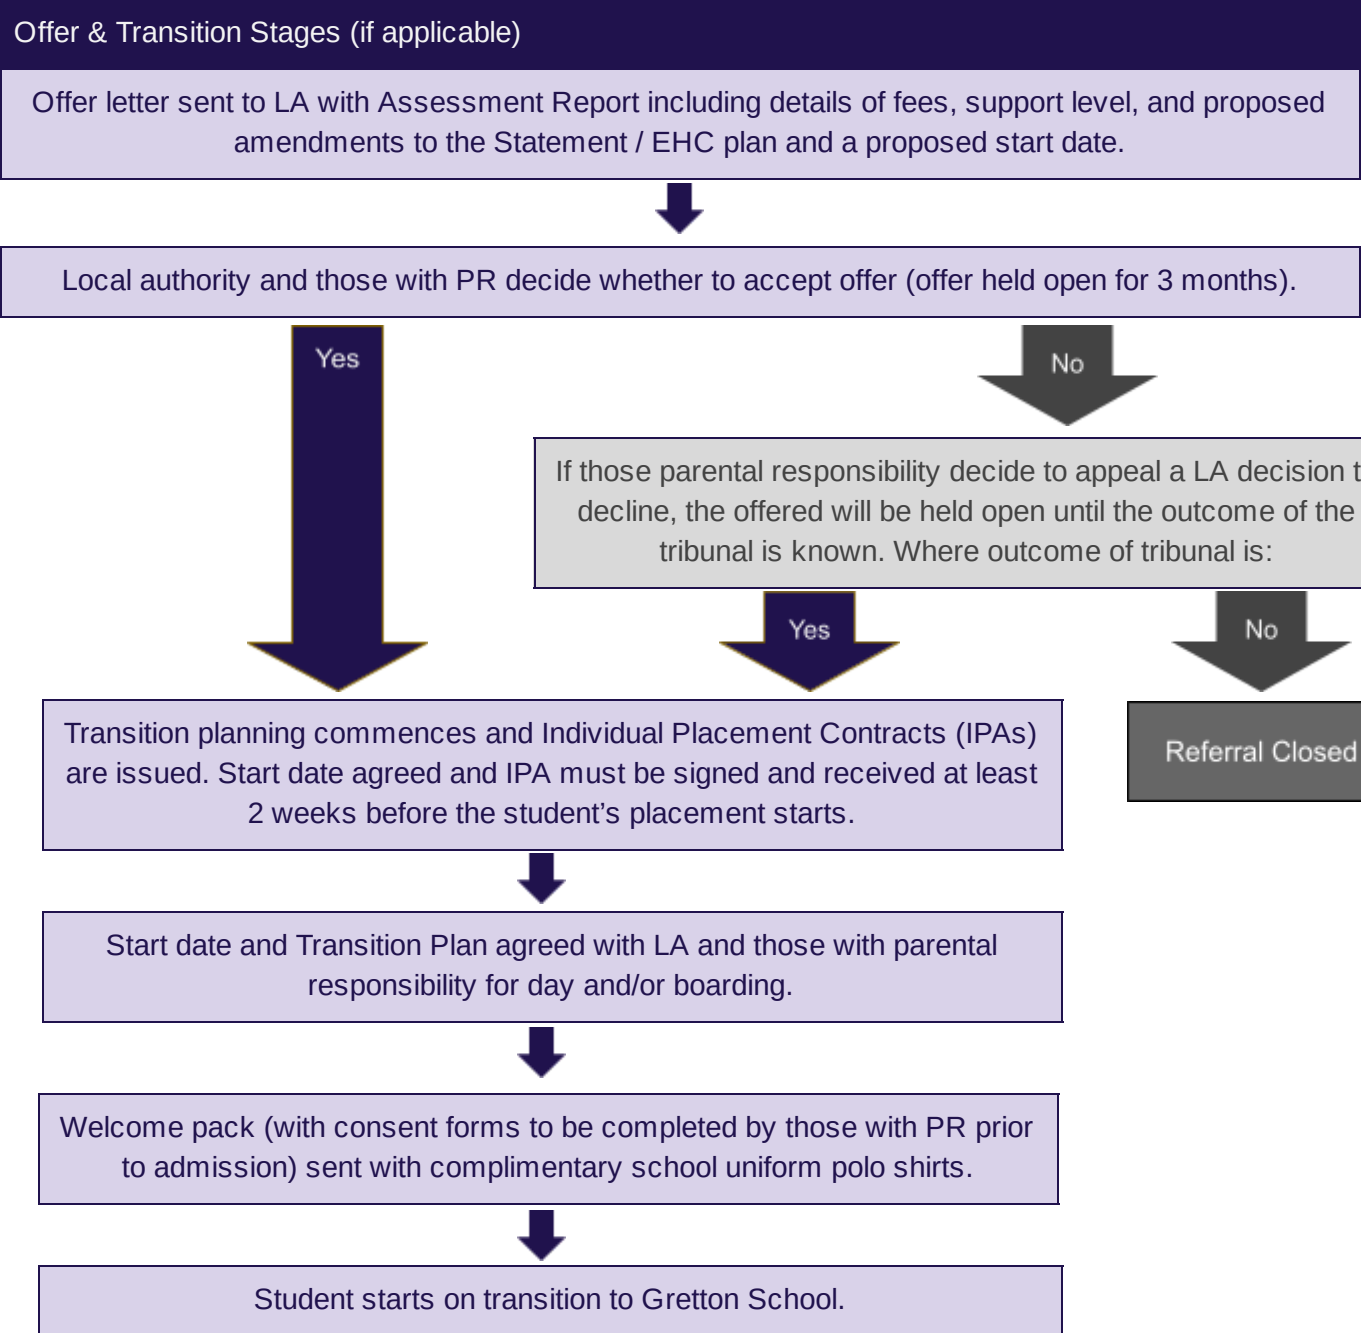 Offer & Transition Stages (if applicable)
Offer letter sent to LA with Assessment Report including details of fees, support level, and proposed
amendments to the Statement / EHC plan and a proposed start date.
Local authority and those with PR decide whether to accept offer (offer held open for 3 months).
Yes
No
If those parental responsibility decide to appeal a LA decision t
decline, the offered will be held open until the outcome of the
tribunal is known. Where outcome of tribunal is:
Yes
No
Transition planning commences and Individual Placement Contracts (IPAs)
are issued. Start date agreed and IPA must be signed and received at least
2 weeks before the student’s placement starts.
Referral Closed
Start date and Transition Plan agreed with LA and those with parental
responsibility for day and/or boarding.
Welcome pack (with consent forms to be completed by those with PR prior
to admission) sent with complimentary school uniform polo shirts.
Student starts on transition to Gretton School.